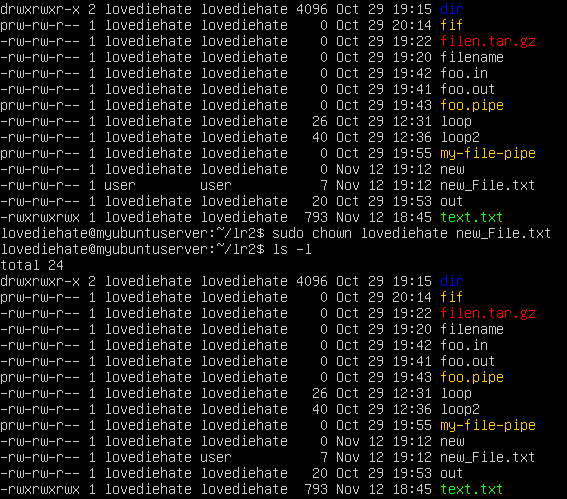 drwxrwxr-x 2 lovediehate lovediehate 4096 Oct 29 19:15 dir
prw-rw-r-- 1 lovediehate lovediehate    0 Oct 29 20:14 fif
-rw-rw-r-- 1 lovediehate lovediehate    0 Oct 29 19:22 filen.tar.gz
-rw-rw-r-- 1 lovediehate lovediehate    0 Oct 29 19:20 filename
-rw-rw-r-- 1 lovediehate lovediehate    0 Oct 29 19:42 foo.in
-rw-rw-r-- 1 lovediehate lovediehate    0 Oct 29 19:41 foo.out
prw-rw-r-- 1 lovediehate lovediehate    0 Oct 29 19:43 foo.pipe
-rw-rw-r-- 1 lovediehate lovediehate   26 Oct 29 12:31 loop
-rw-rw-r-- 1 lovediehate lovediehate   40 Oct 29 12:36 loop2
prw-rw-r-- 1 lovediehate lovediehate    0 Oct 29 19:55 my-file-pipe
-rw-rw-r-- 1 lovediehate lovediehate    0 Nov 12 19:12 new
-rw-rw-r-- 1 user        user           7 Nov 12 19:12 new_File.txt
-rw-rw-r-- 1 lovediehate lovediehate   20 Oct 29 19:53 out
-rwxrwxrwx 1 lovediehate lovediehate  793 Nov 12 18:45 text.txt
lovediehate@myubuntuserver:~/lr2$ sudo chown lovediehate new_File.txt
lovediehate@myubuntuserver:~/lr2$ ls -l
total 24
drwxrwxr-x 2 lovediehate lovediehate 4096 Oct 29 19:15 dir
prw-rw-r-- 1 lovediehate lovediehate    0 Oct 29 20:14 fif
-rw-rw-r-- 1 lovediehate lovediehate    0 Oct 29 19:22 filen.tar.gz
-rw-rw-r-- 1 lovediehate lovediehate    0 Oct 29 19:20 filename
-rw-rw-r-- 1 lovediehate lovediehate    0 Oct 29 19:42 foo.in
-rw-rw-r-- 1 lovediehate lovediehate    0 Oct 29 19:41 foo.out
prw-rw-r-- 1 lovediehate lovediehate    0 Oct 29 19:43 foo.pipe
-rw-rw-r-- 1 lovediehate lovediehate   26 Oct 29 12:31 loop
-rw-rw-r-- 1 lovediehate lovediehate   40 Oct 29 12:36 loop2
prw-rw-r-- 1 lovediehate lovediehate    0 Oct 29 19:55 my-file-pipe
-rw-rw-r-- 1 lovediehate lovediehate    0 Nov 12 19:12 new
-rw-rw-r-- 1 lovediehate user           7 Nov 12 19:12 new_File.txt
-rw-rw-r-- 1 lovediehate lovediehate   20 Oct 29 19:53 out
-rwxrwxrwx 1 lovediehate lovediehate  793 Nov 12 18:45 text.txt